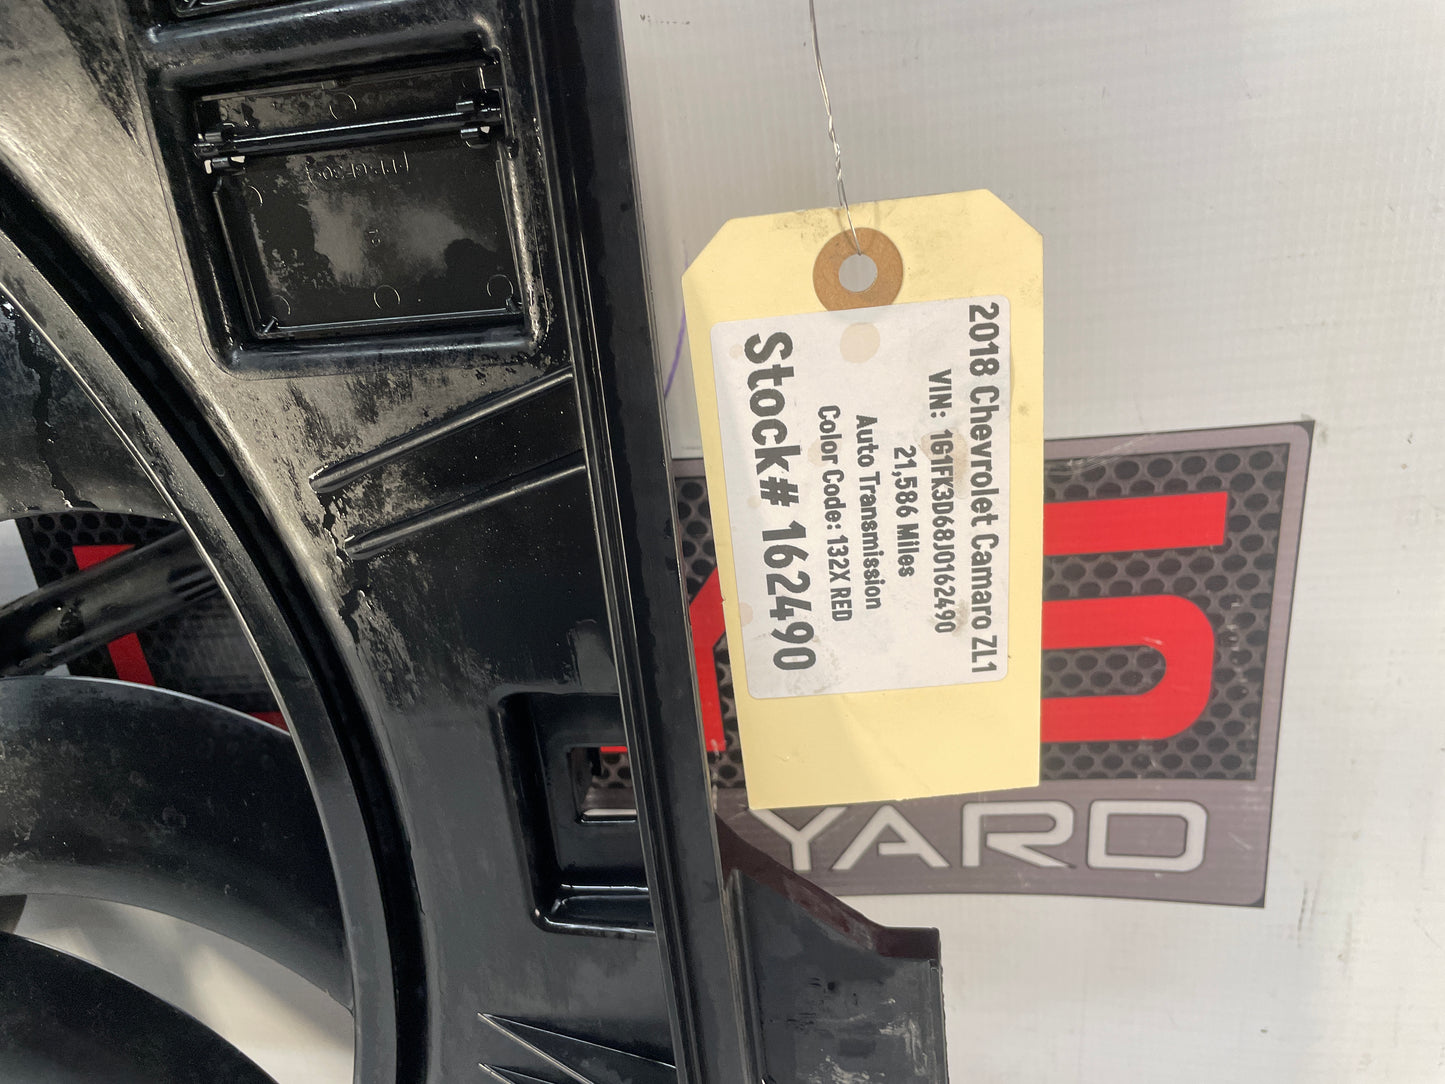 2018 Chevrolet Camaro ZL1
VIN: 1G1FK3D68J0162490
21,586 Miles
Auto Transmission
Color Code: 132X RED
Stock# 162490
YARD